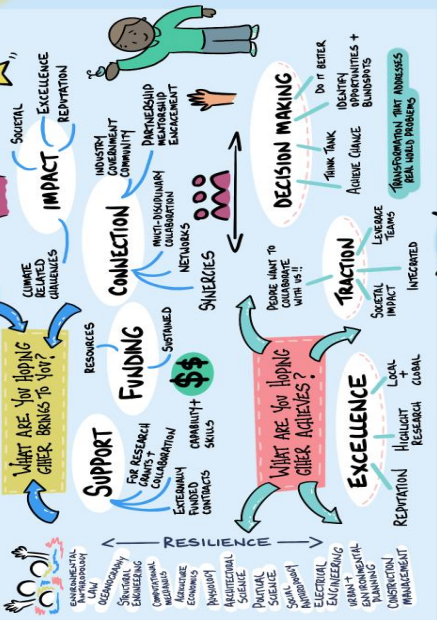 WHAT ARE YOU HOPING
CIFER BRINGS TO YOU?
SUPPORT
FOR RESEARCH
GRANTS +
COLLABORATION
EXTERNALLY
FUNDED
CONTRACTS
CAPABILITY +
SKILLS
FUNDING
RESOURCES
SUSTAINED
$$
CONNECTION
INDUSTRY
GOVERNMENT
COMMUNITY
PARTNERSHIP
MENTORSHIP
ENGAGEMENT
MULTI-DISCIPLINARY
COLLABORATION
NETWORKS
SYNERGIES
IMPACT
CLIMATE
RELATED
CHALLENGES
SOCIETAL
EXCELLENCE
REPUTATION
RESILIENCE
ENVIRONMENTAL
ANTHROPOLOGY
LAW
OCEANOGRAPHY
STRUCTURAL
ENGINEERING
COMPUTATIONAL
MECHANICS
AGRICULTURE
ECONOMICS
PHYSIOLOGY
ARCHITECTURAL
SCIENCE
POLITICAL
SCIENCE
SOCIAL
ANTHROPOLOGY
ELECTRICAL
ENGINEERING
URBAN +
ENVIRONMENTAL
PLANNING
CONSTRUCTION
MANAGEMENT
WHAT ARE YOU HOPING
CIFER ACHIEVES?
EXCELLENCE
REPUTATION
HIGHLIGHT
RESEARCH
LOCAL
+
GLOBAL
TRACTION
PEOPLE WANT TO
COLLABORATE
WITH US!!
SOCIETAL
IMPACT
INTEGRATED
LEVERAGE
TEAMS
DECISION MAKING
THINK TANK
ACHIEVE CHANGE
DO IT BETTER
IDENTIFY
OPPORTUNITIES +
BLINDSPOTS
TRANSFORMATION THAT ADDRESSES
REAL WORLD PROBLEMS